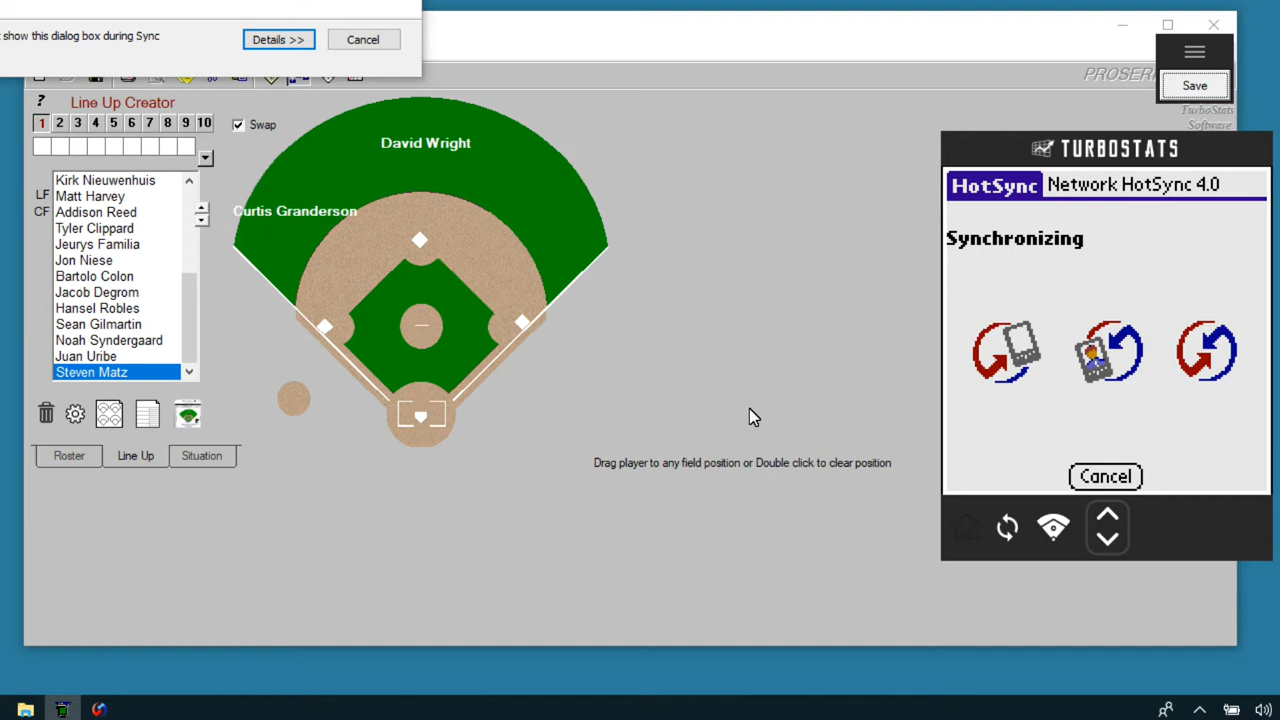 show this dialog box during Sync
Details >>
Cancel
Save
TurboStats
Software
?
Line Up Creator
1 2 3 4 5 6 7 8 9 10
Swap
David Wright
Curtis Granderson
LF
CF
Kirk Nieuwenhuis
Matt Harvey
Addison Reed
Tyler Clippard
Jeurys Familia
Jon Niese
Bartolo Colon
Jacob Degrom
Hansel Robles
Sean Gilmartin
Noah Syndergaard
Juan Uribe
Steven Matz
Roster
Line Up
Situation
Drag player to any field position or Double click to clear position
TURBOSTATS
HotSync
Network HotSync 4.0
Synchronizing
Cancel